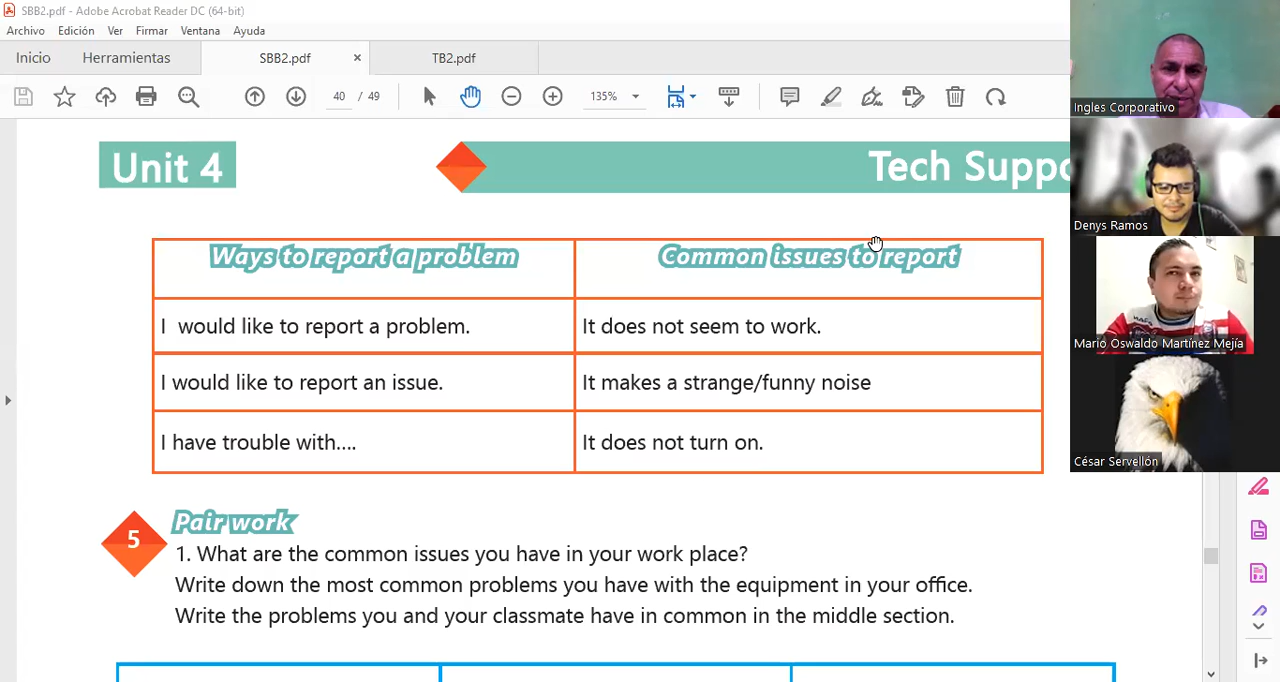 SBB2.pdf - Adobe Acrobat Reader DC (64-bit)
Archivo Edición Ver Firmar Ventana Ayuda
Inicio Herramientas SBB2.pdf × TB2.pdf
40 / 49 135%
Unit 4 Tech Suppo
Ways to report a problem Common issues to report
I would like to report a problem. It does not seem to work.
I would like to report an issue. It makes a strange/funny noise
I have trouble with.... It does not turn on.
5 Pair work
1. What are the common issues you have in your work place?
Write down the most common problems you have with the equipment in your office.
Write the problems you and your classmate have in common in the middle section.
Ingles Corporativo
Denys Ramos
Mario Oswaldo Martínez Mejía
César Servellón